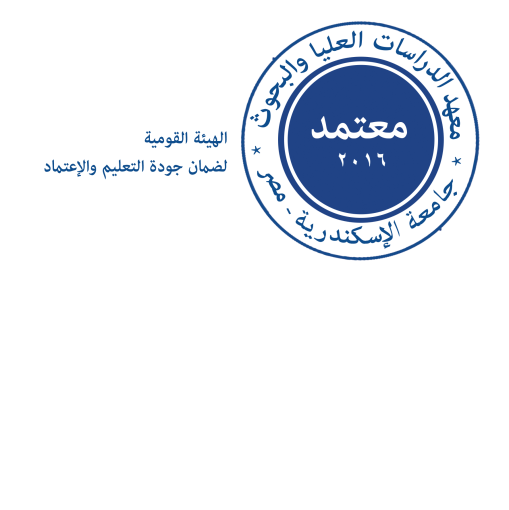 معهد الدراسات العليا والبحوث
معتمد
٢٠١٦
جامعة الإسكندرية - مصر
الهيئة القومية
لضمان جودة التعليم والإعتماد